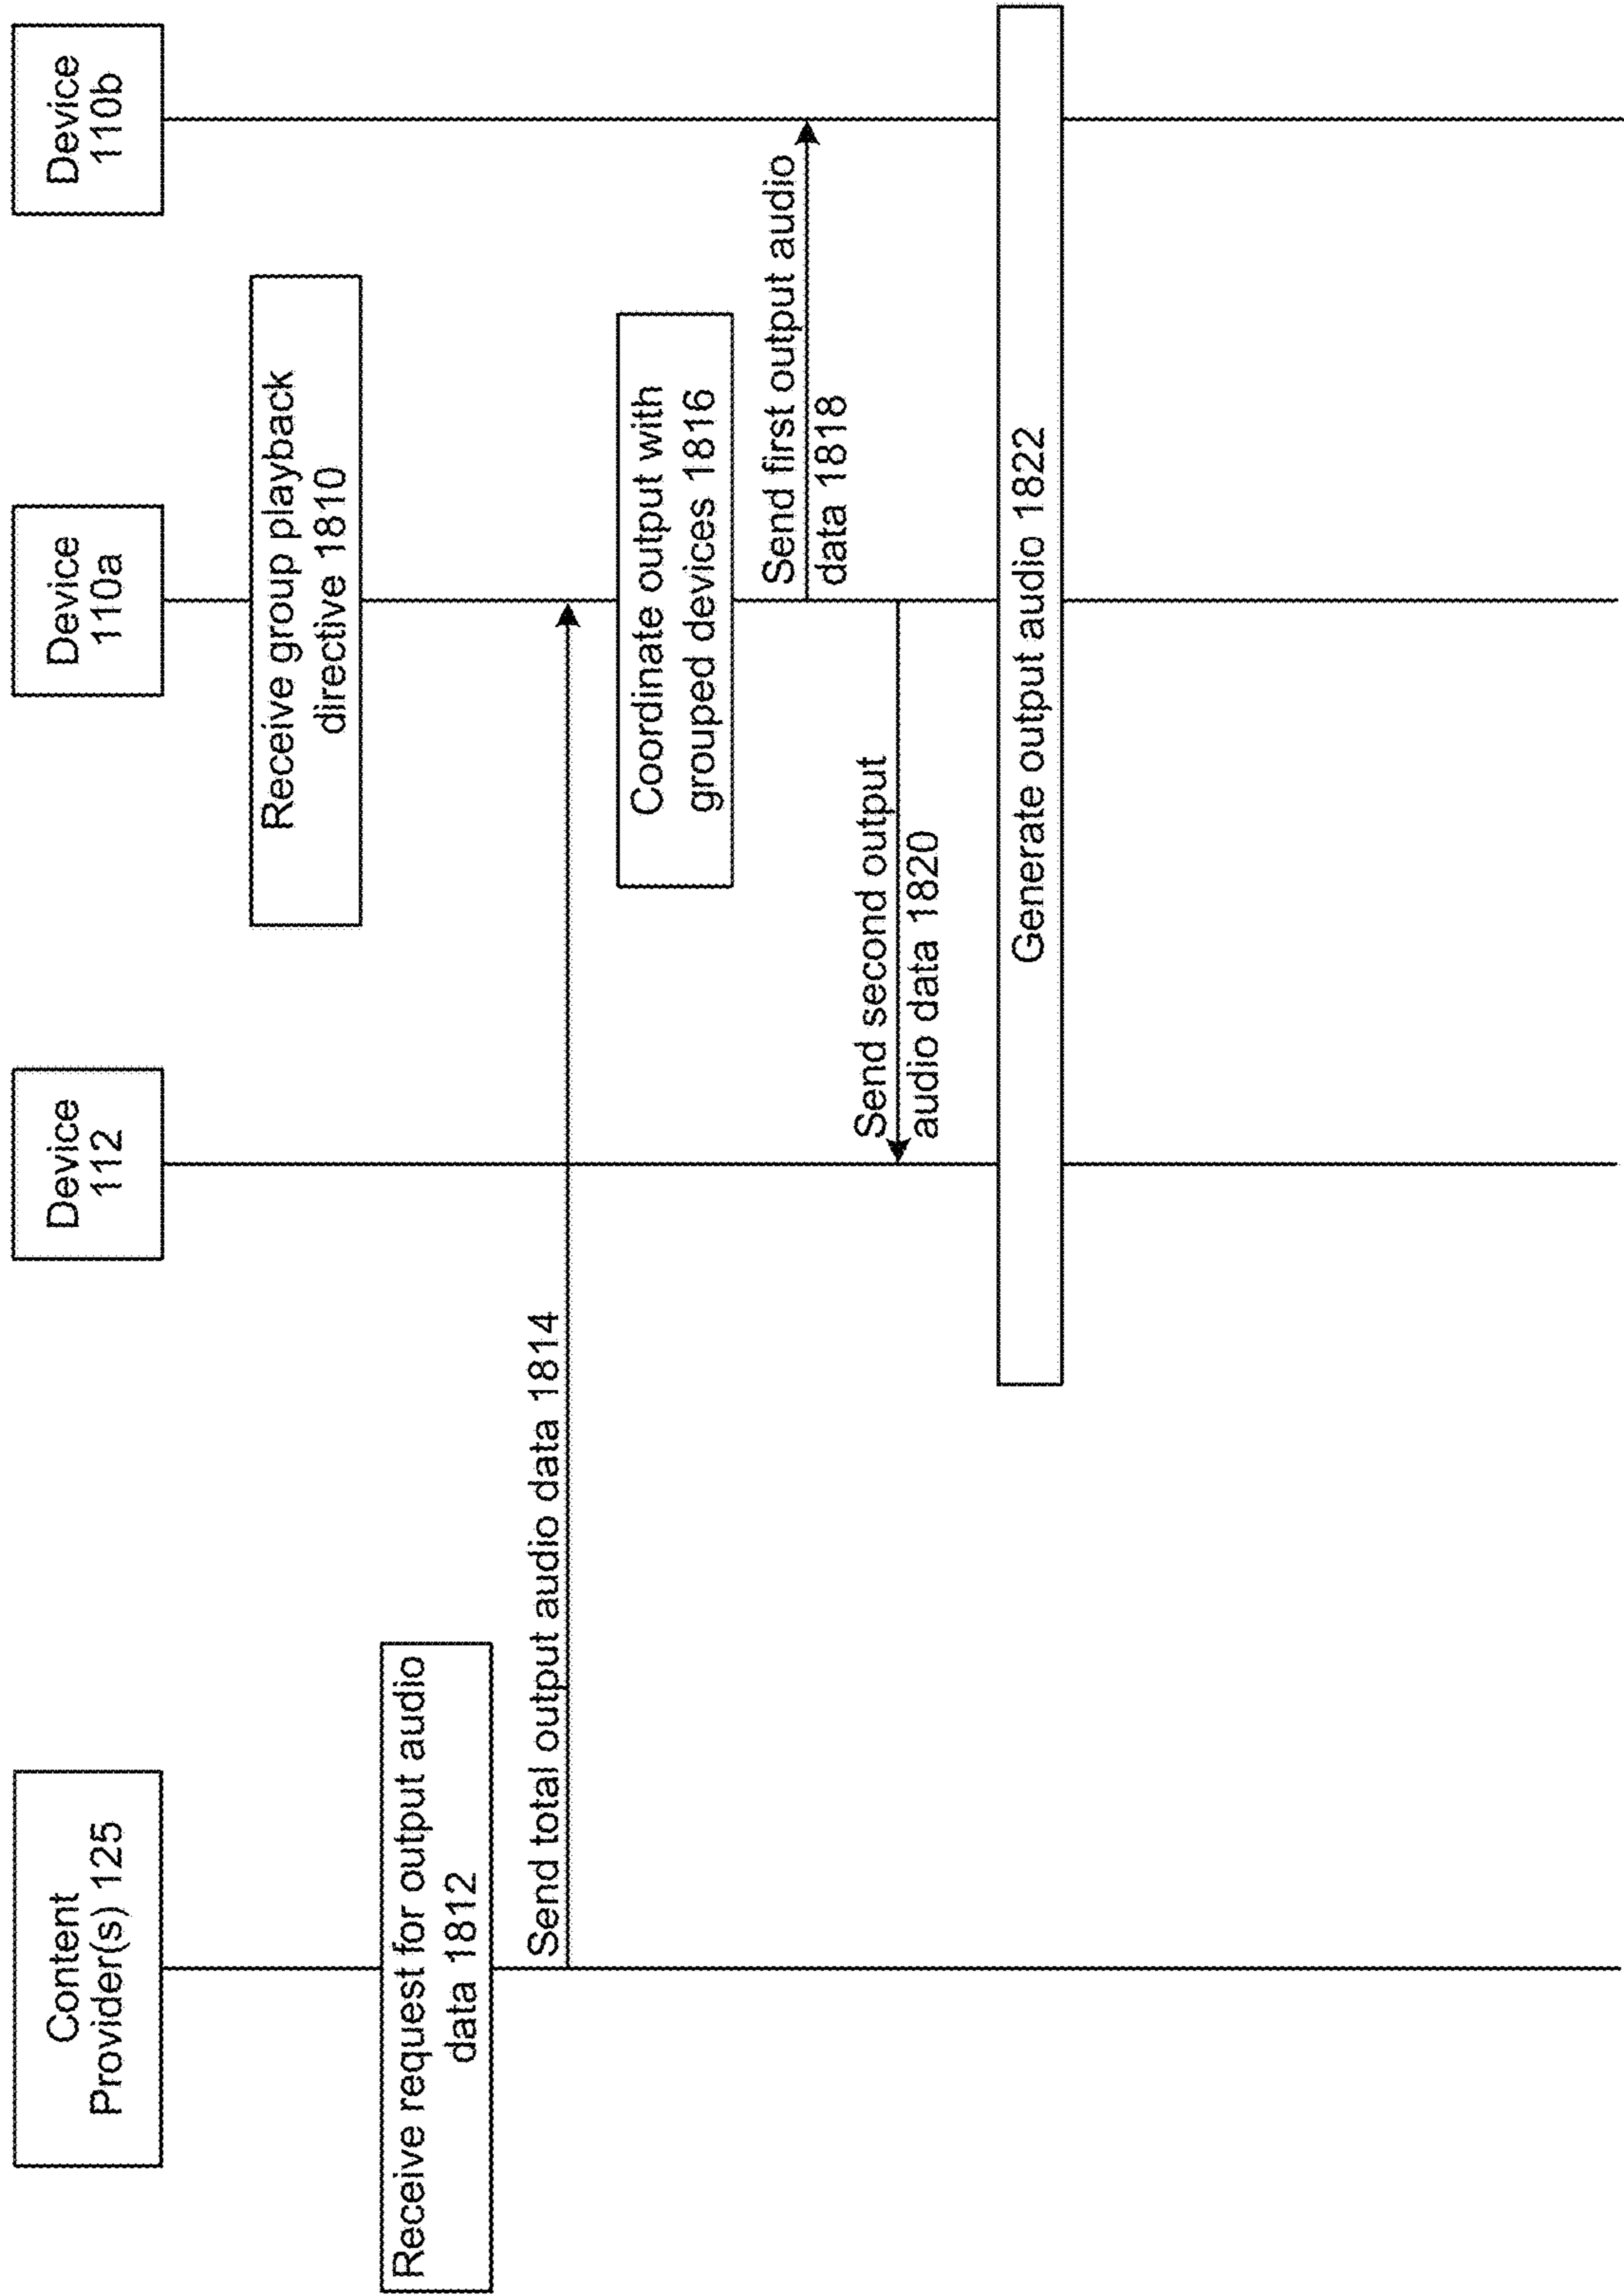 Content
Provider(s) 125
Device
112
Device
110a
Device
110b
Receive group playback
directive 1810
Receive request for output audio
data 1812
Send total output audio data 1814
Coordinate output with
grouped devices 1816
Send first output audio
data 1818
Send second output
audio data 1820
Generate output audio 1822